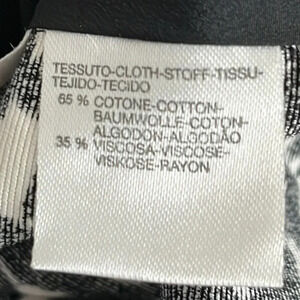 TESSUTO-CLOTH-STOFF-TISSU-
TEJIDO-TECIDO
65 % COTONE-COTTON-
BAUMWOLLE-COTON-
ALGODON-ALGODÃO
35 % VISCOSA-VISCOSE-
VISKOSE-RAYON